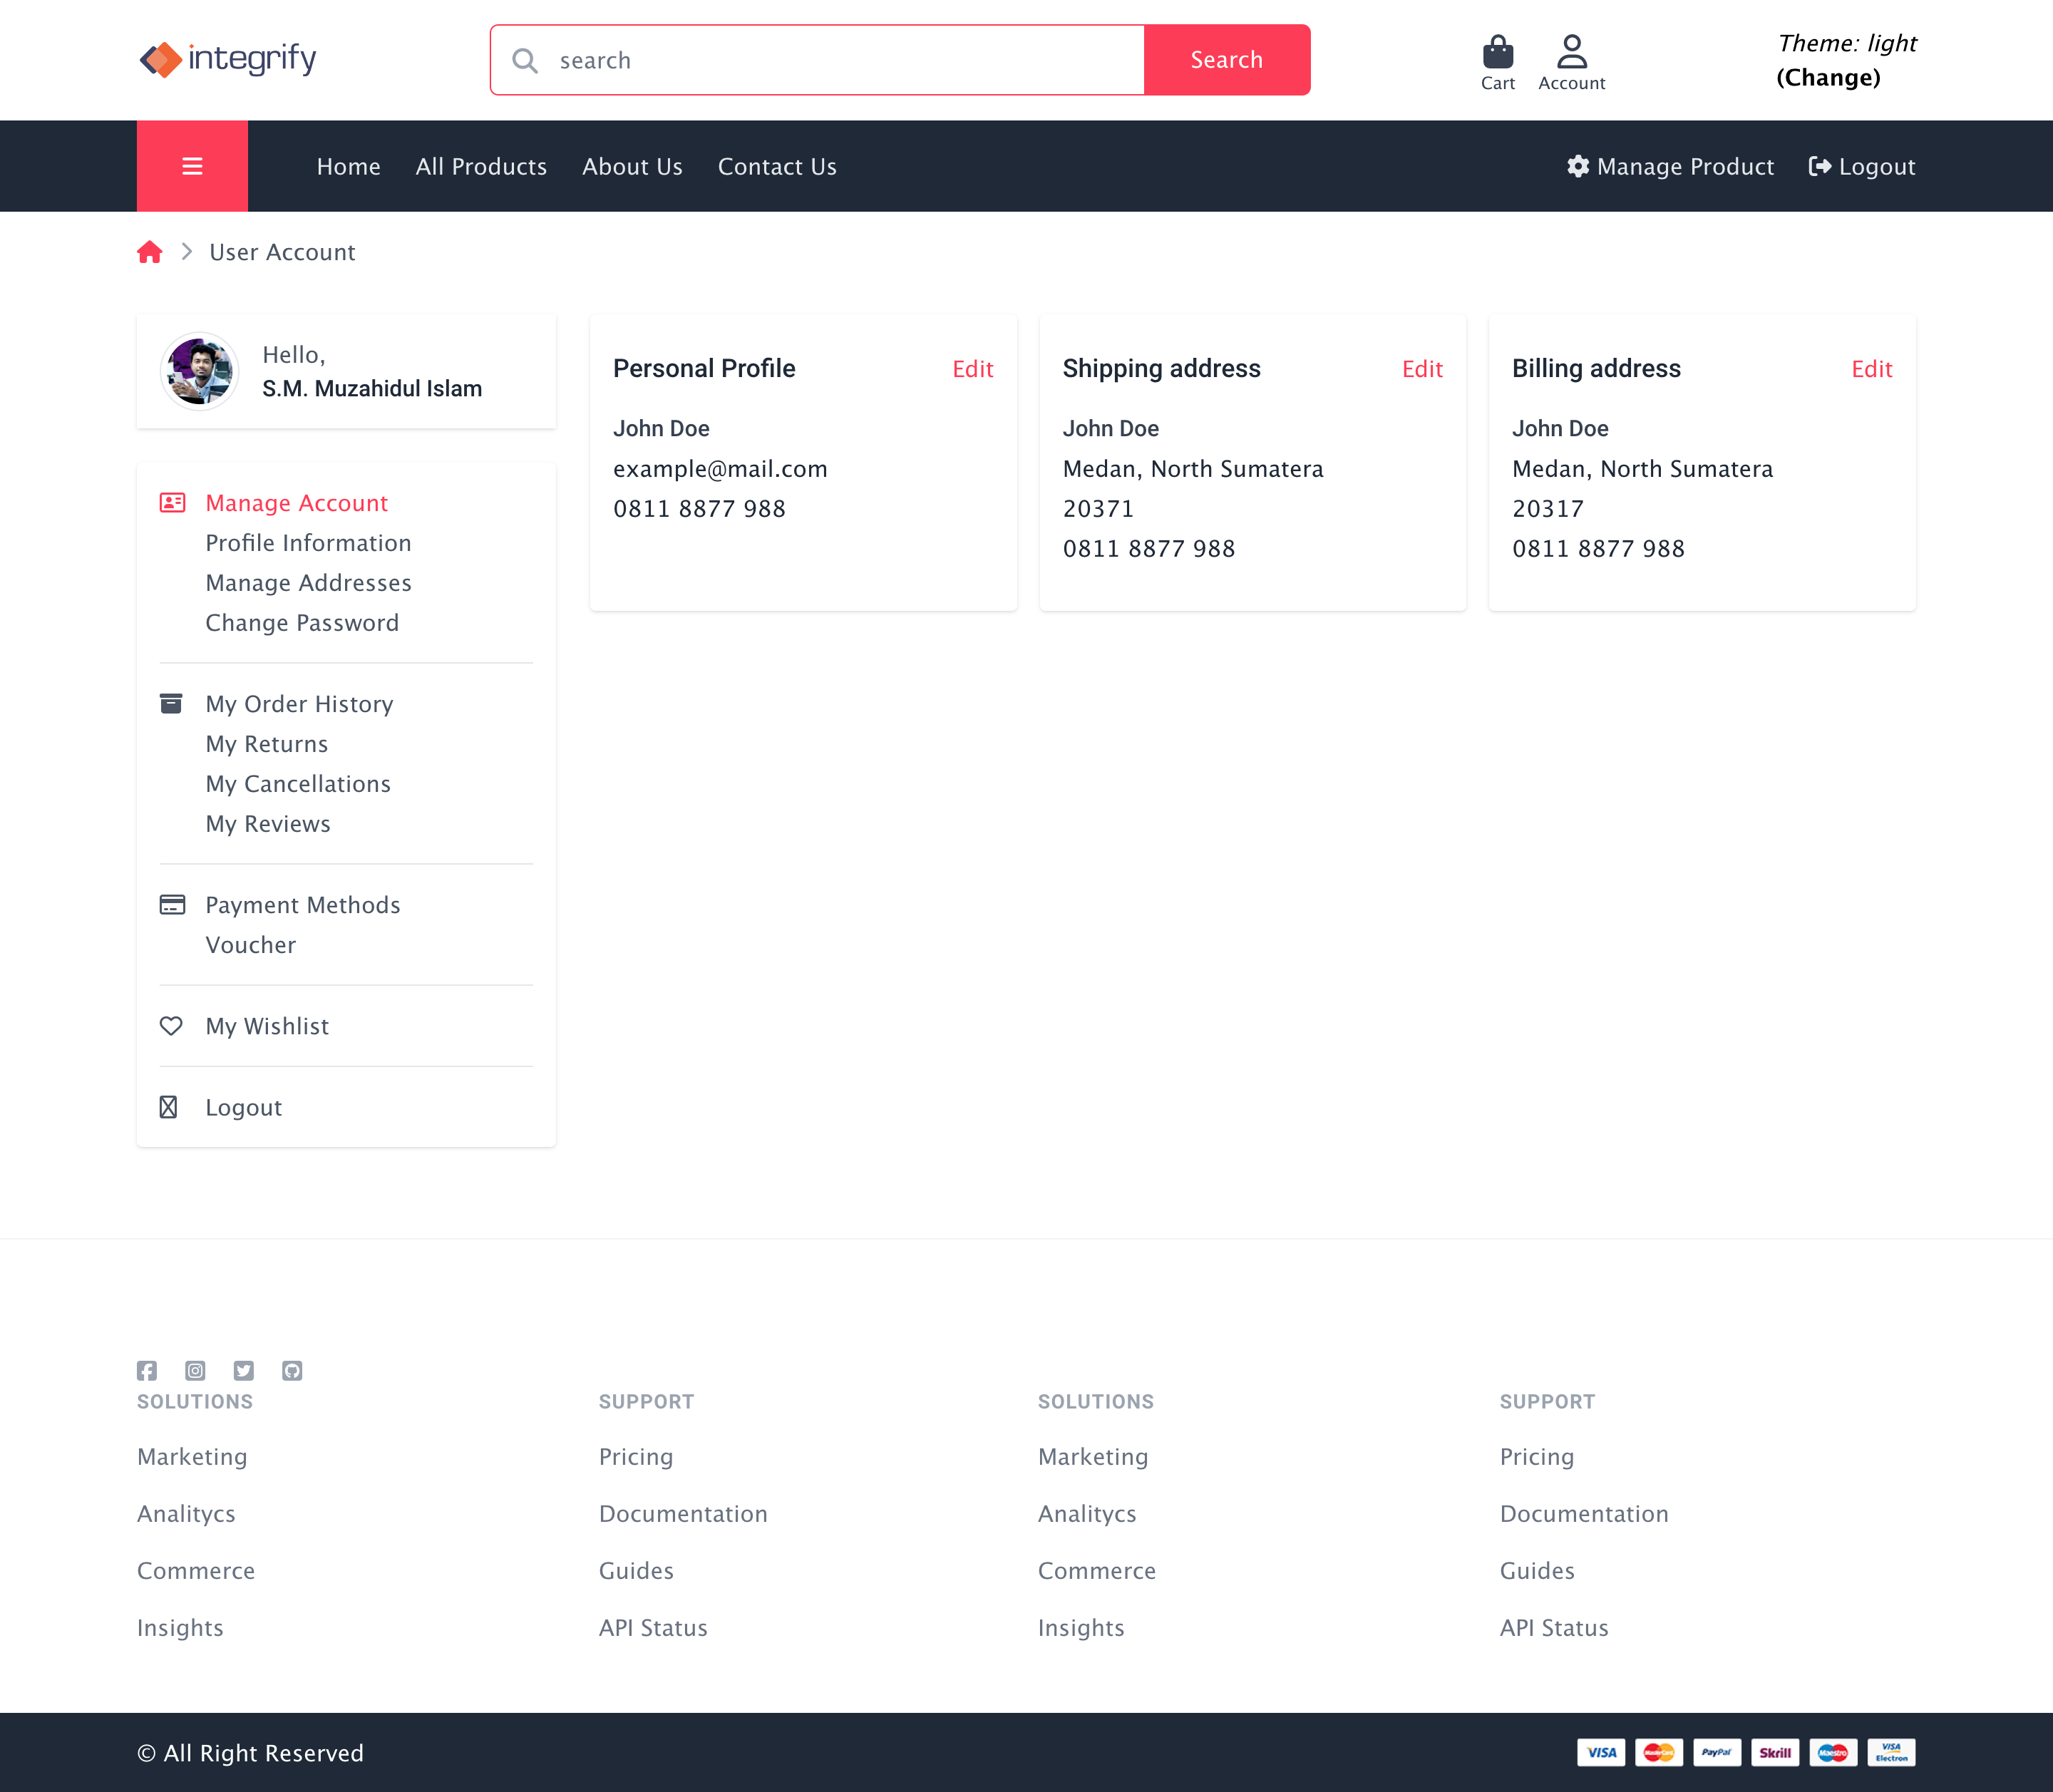 integrify
search
Search
Cart
Account
Theme: light
(Change)
Home
All Products
About Us
Contact Us
Manage Product
Logout
User Account
Hello,
S.M. Muzahidul Islam
Manage Account
Profile Information
Manage Addresses
Change Password
My Order History
My Returns
My Cancellations
My Reviews
Payment Methods
Voucher
My Wishlist
Logout
Personal Profile
Edit
John Doe
example@mail.com
0811 8877 988
Shipping address
Edit
John Doe
Medan, North Sumatera
20371
0811 8877 988
Billing address
Edit
John Doe
Medan, North Sumatera
20317
0811 8877 988
SOLUTIONS
Marketing
Analitycs
Commerce
Insights
SUPPORT
Pricing
Documentation
Guides
API Status
SOLUTIONS
Marketing
Analitycs
Commerce
Insights
SUPPORT
Pricing
Documentation
Guides
API Status
© All Right Reserved
VISA
MasterCard
PayPal
Skrill
Maestro
VISA
Electron